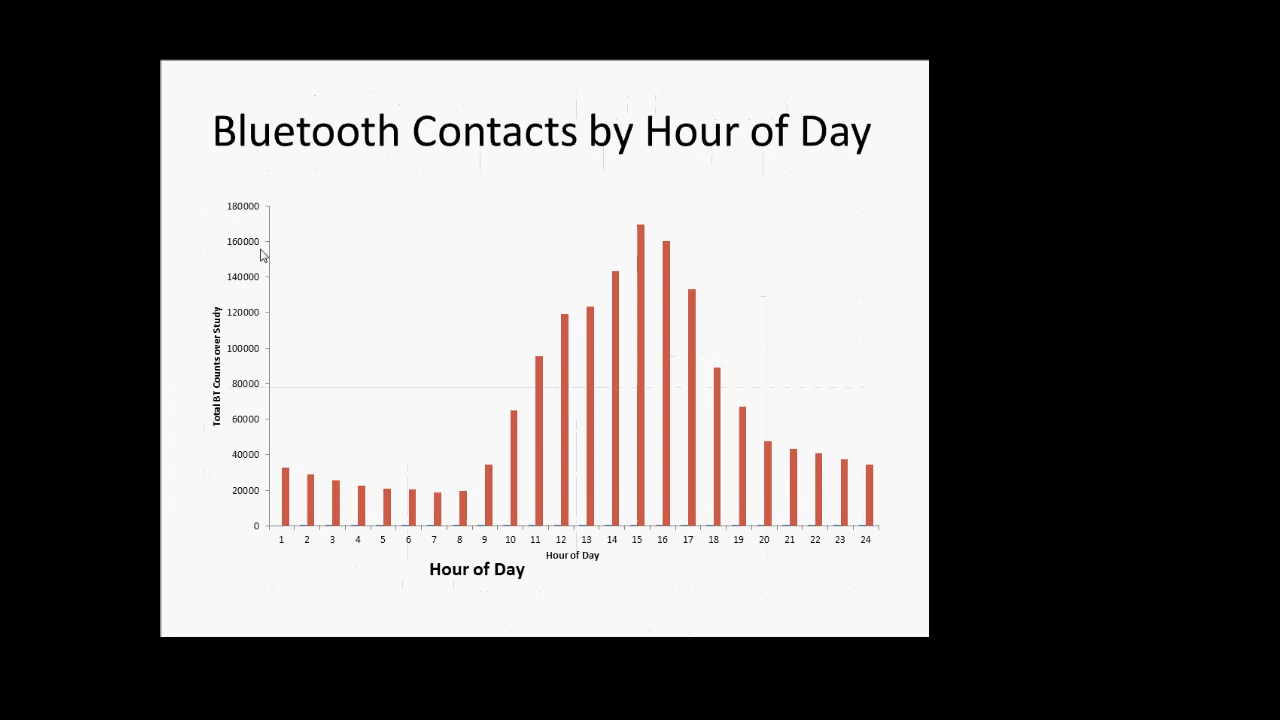 Bluetooth Contacts by Hour of Day
180000
160000
140000
120000
100000
80000
60000
40000
20000
0
Total BT Counts over Study
1 2 3 4 5 6 7 8 9 10 11 12 13 14 15 16 17 18 19 20 21 22 23 24
Hour of Day
Hour of Day